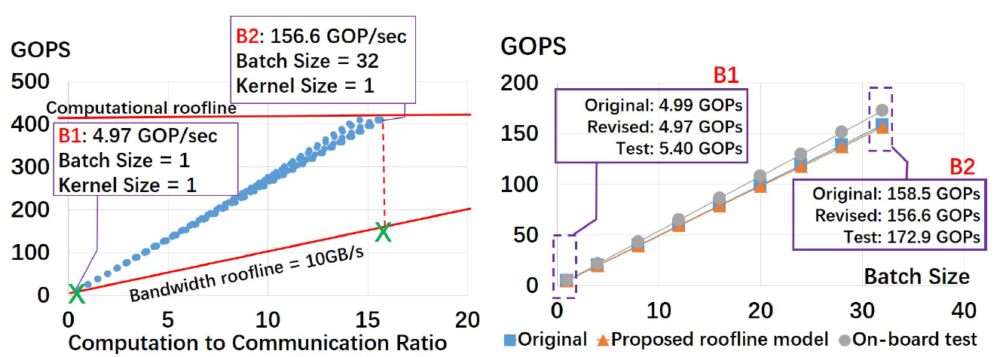 GOPS
500
400
300
200
100
0
0 5 10 15 20
Computation to Communication Ratio
Computational roofline
B2: 156.6 GOP/sec
Batch Size = 32
Kernel Size = 1
B1: 4.97 GOP/sec
Batch Size = 1
Kernel Size = 1
Bandwidth roofline = 10GB/s
X
X
GOPS
200
150
100
50
0
0 10 20 30 40
Batch Size
B1
Original: 4.99 GOPs
Revised: 4.97 GOPs
Test: 5.40 GOPs
B2
Original: 158.5 GOPs
Revised: 156.6 GOPs
Test: 172.9 GOPs
Original Proposed roofline model On-board test